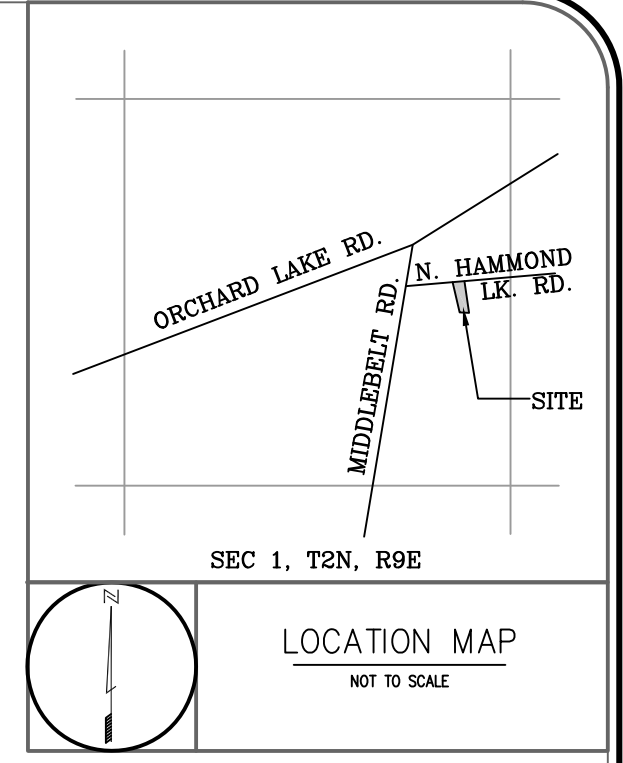 ORCHARD LAKE RD.
N. HAMMOND
LK. RD.
MIDDLEBELT RD.
SITE
SEC 1, T2N, R9E
N
LOCATION MAP
NOT TO SCALE